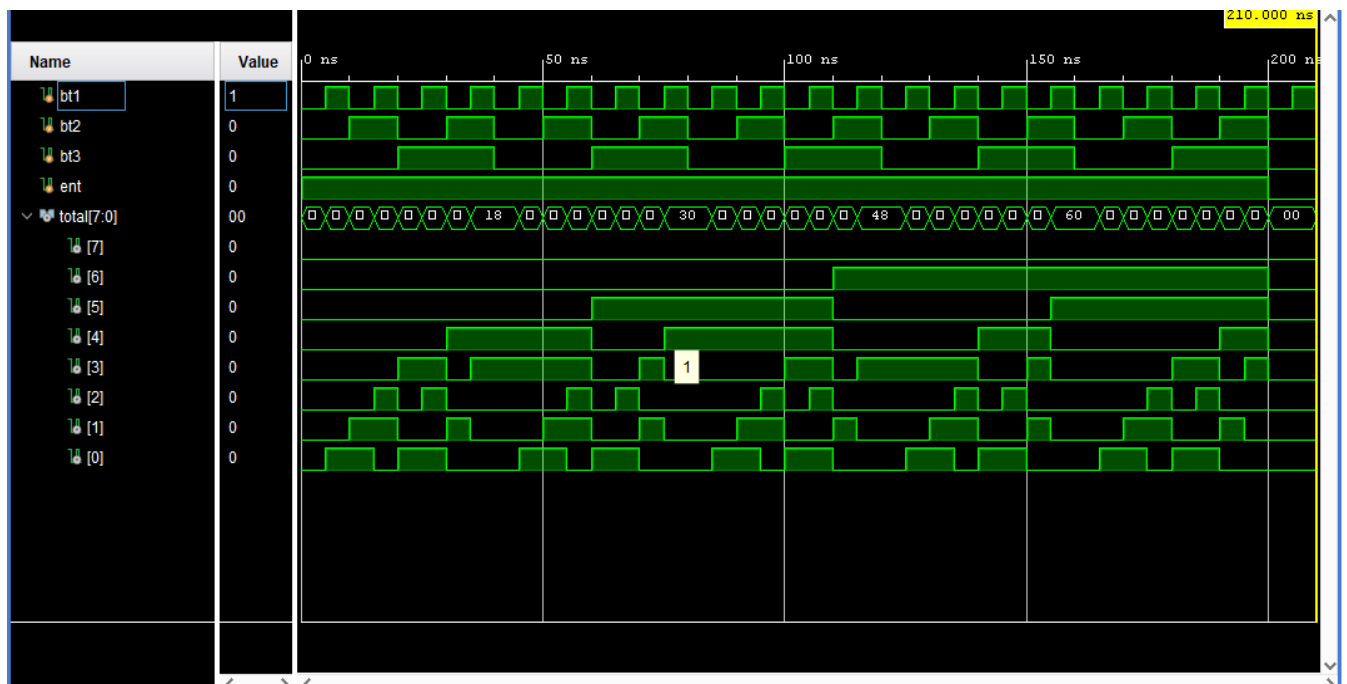 210.000 ns
Name Value 0 ns 50 ns 100 ns 150 ns 200
bt1 1
bt2 0
bt3 0
ent 0
total[7:0] 00 18 30 48 60 00
[7] 0
[6] 0
[5] 0
[4] 0
[3] 0 1
[2] 0
[1] 0
[0] 0